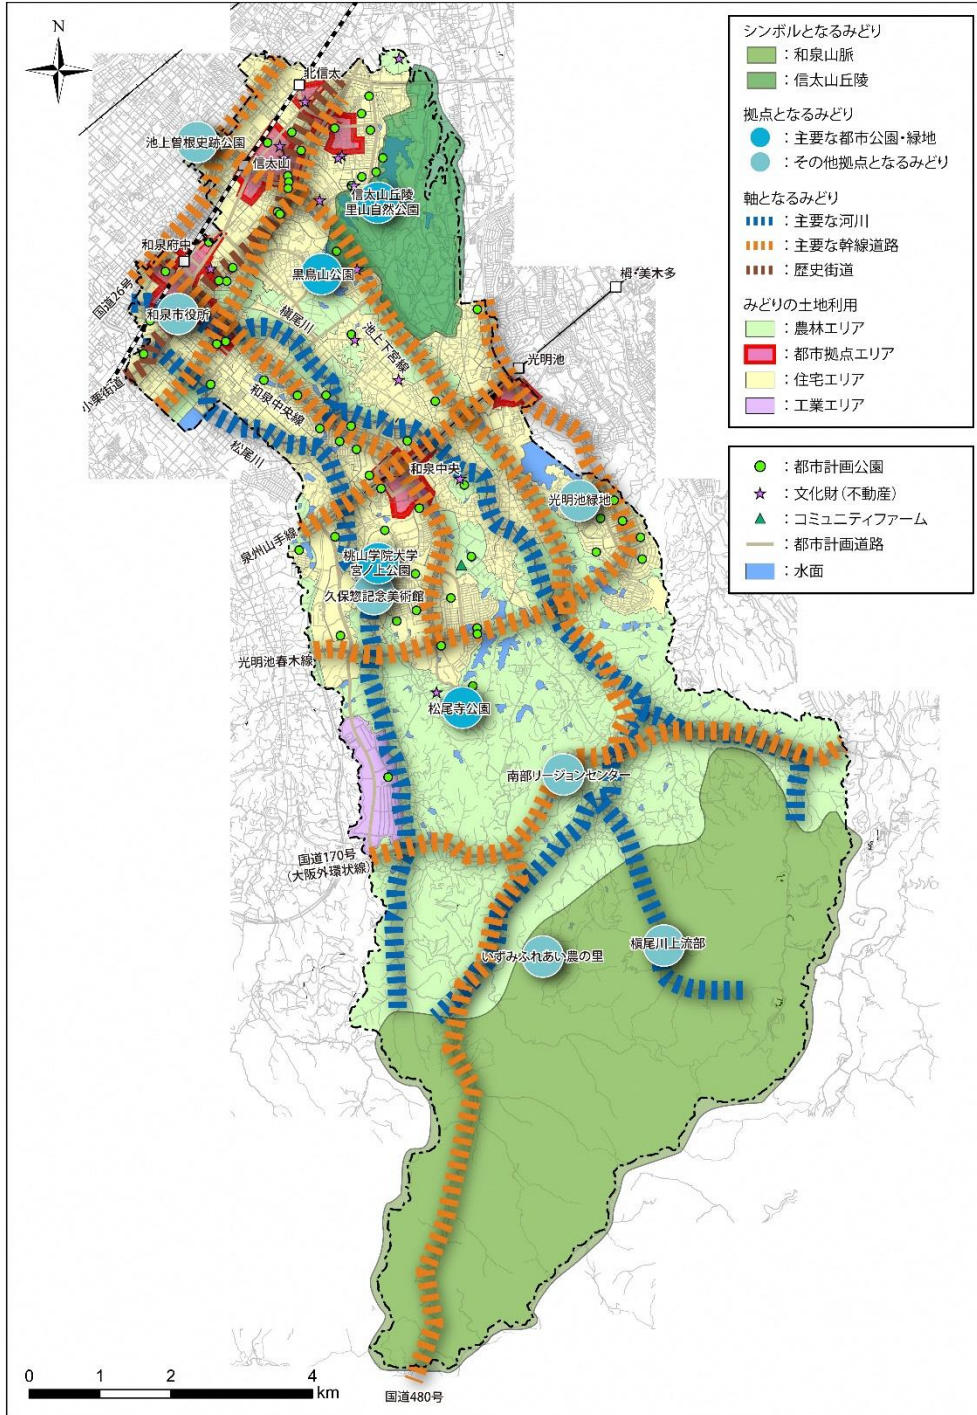 N
北信太
池上曽根史跡公園
信太山
信太山丘陵
里山自然公園
和泉府中
黒鳥山公園
栂・美木多
国道26号
和泉市役所
槇尾川
池上下宮線
光明池
小栗街道
和泉中央線
松尾川
和泉中央
光明池緑地
泉州山手線
桃山学院大学
宮ノ上公園
久保惣記念美術館
光明池春木線
松尾寺公園
南部リージョンセンター
国道170号
(大阪外環状線)
いずみふれあい農の里
槇尾川上流部
国道480号
0 1 2 4
km
シンボルとなるみどり
：和泉山脈
：信太山丘陵
拠点となるみどり
：主要な都市公園・緑地
：その他拠点となるみどり
軸となるみどり
：主要な河川
：主要な幹線道路
：歴史街道
みどりの土地利用
：農林エリア
：都市拠点エリア
：住宅エリア
：工業エリア
：都市計画公園
：文化財(不動産)
：コミュニティファーム
：都市計画道路
：水面